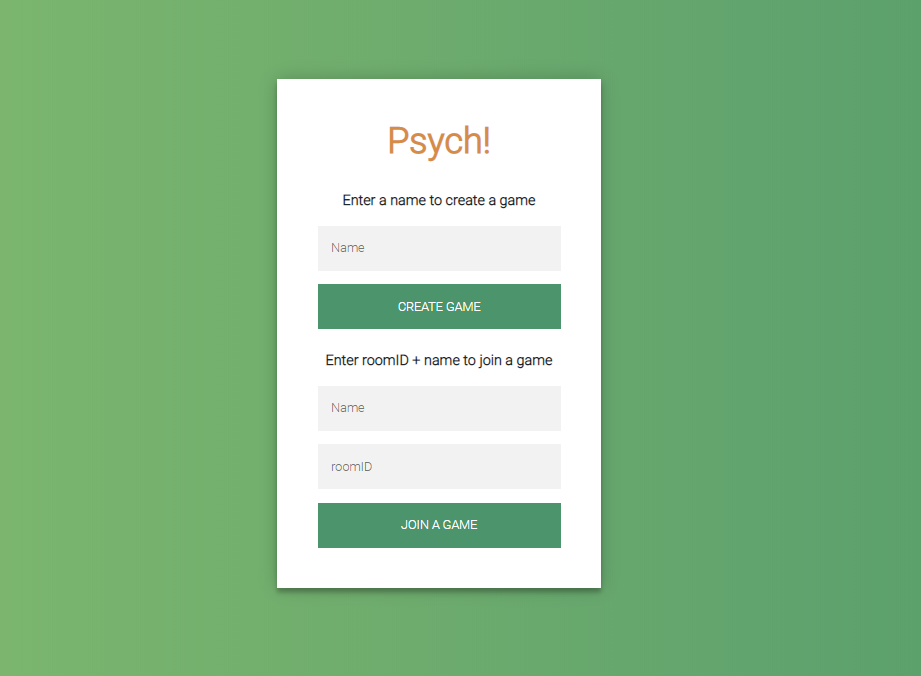 Psych!
Enter a name to create a game
Name
CREATE GAME
Enter roomID + name to join a game
Name
roomID
JOIN A GAME